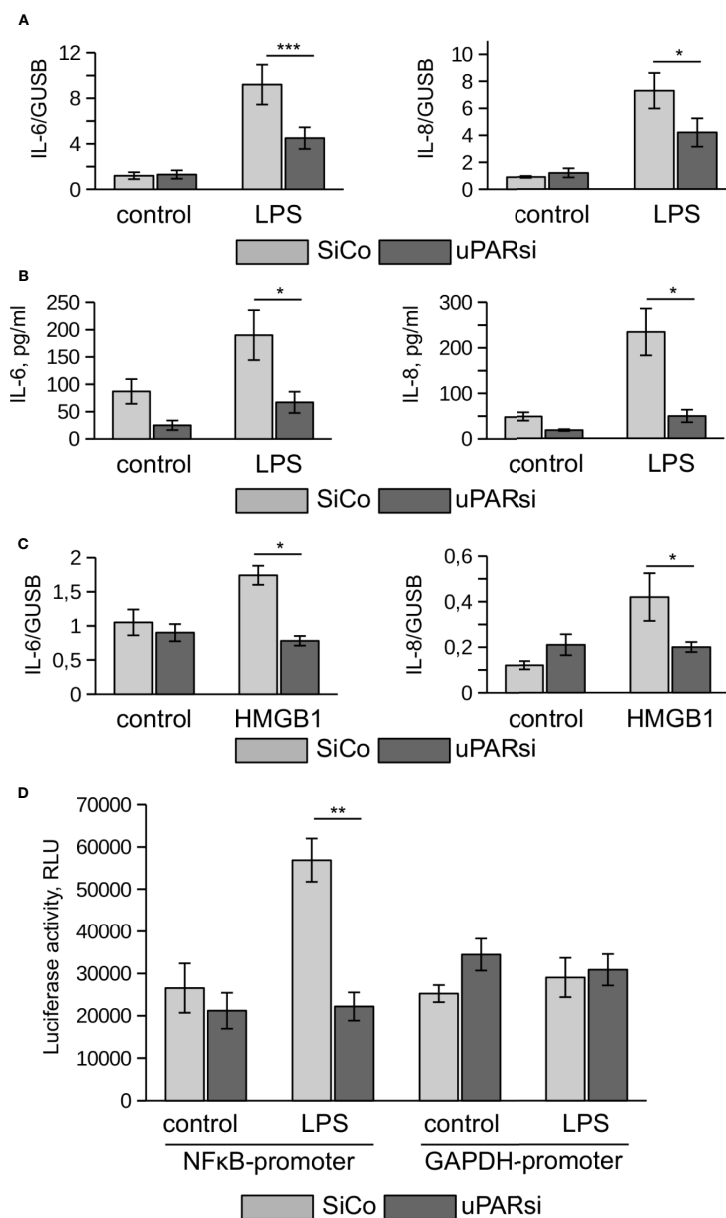 A
IL-6/GUSB
12
8
4
0
***
control LPS
IL-8/GUSB
10
8
6
4
2
0
*
control LPS
SiCo uPARsi
B
IL-6, pg/ml
250
200
150
100
50
0
*
control LPS
IL-8, pg/ml
300
200
100
0
*
control LPS
SiCo uPARsi
C
IL-6/GUSB
2
1,5
1
0,5
0
*
control HMGB1
IL-8/GUSB
0,6
0,4
0,2
0
*
control HMGB1
SiCo uPARsi
D
Luciferase activity, RLU
70000
60000
50000
40000
30000
20000
10000
0
**
control LPS control LPS
NFκB-promoter GAPDH-promoter
SiCo uPARsi